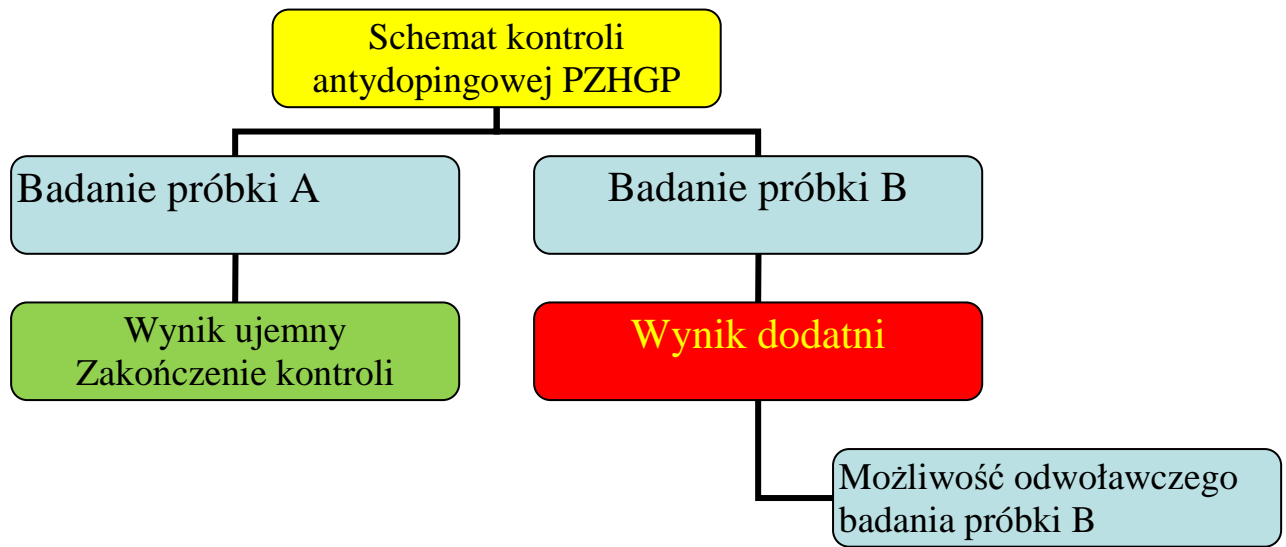 Schemat kontroli
antydopingowej PZHGP
Badanie próbki A
Badanie próbki B
Wynik ujemny
Zakończenie kontroli
Wynik dodatni
Możliwość odwoławczego
badania próbki B